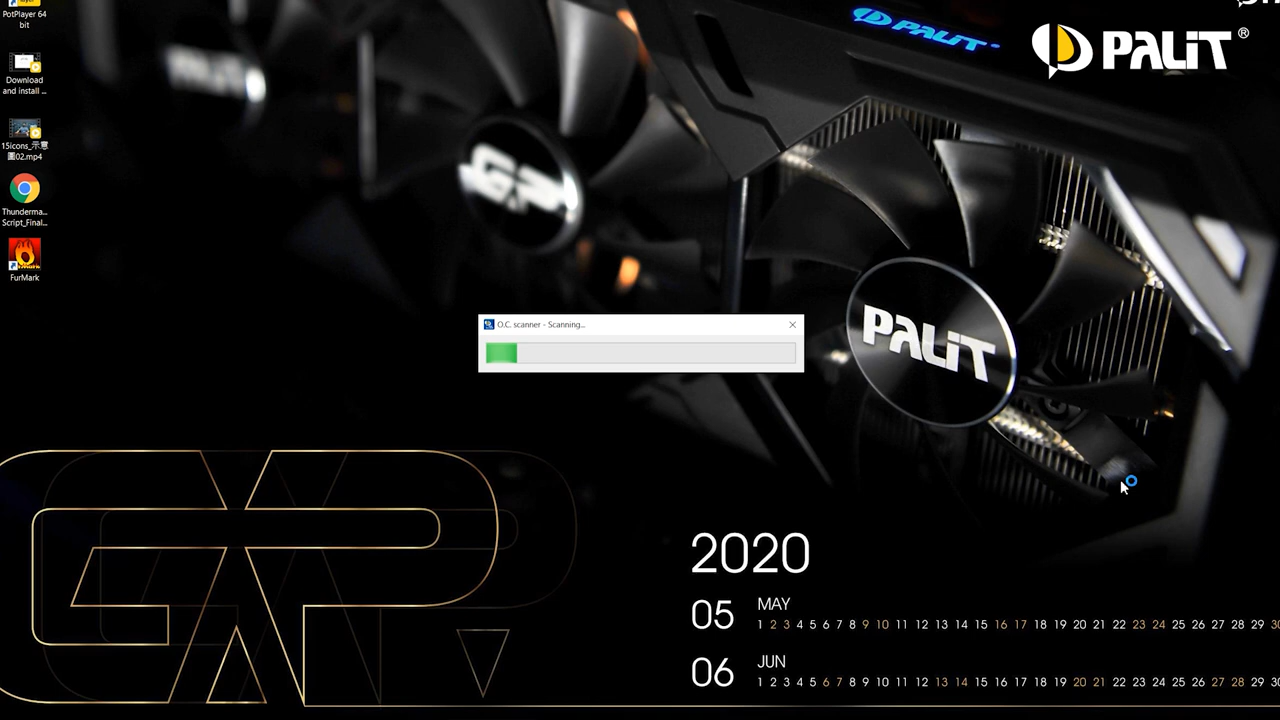 PotPlayer 64
bit
Download
and install ...
15icons_示意
圖02.mp4
Thunderma...
Script_Final...
FurMark
PALIT
PALIT
PALIT®
GP
PALIT
O.C. scanner - Scanning...
GP
2020
05 MAY
1 2 3 4 5 6 7 8 9 10 11 12 13 14 15 16 17 18 19 20 21 22 23 24 25 26 27 28 29 30
06 JUN
1 2 3 4 5 6 7 8 9 10 11 12 13 14 15 16 17 18 19 20 21 22 23 24 25 26 27 28 29 30